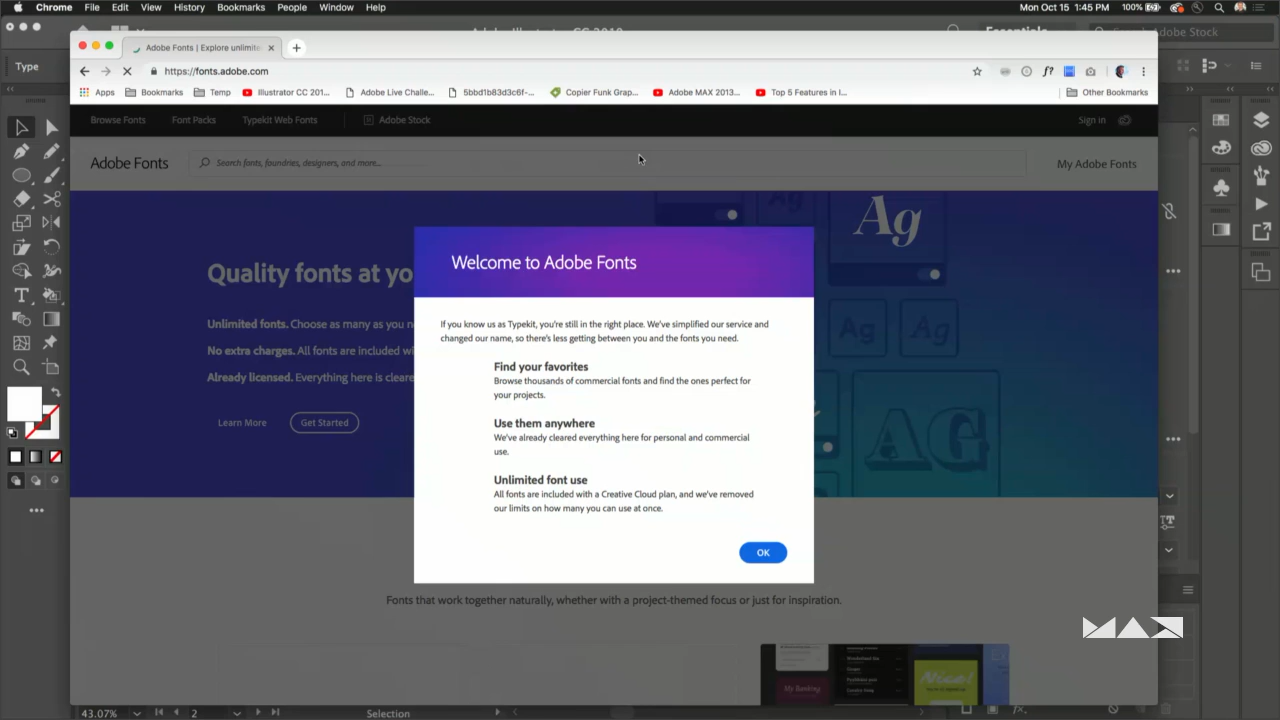 Chrome File Edit View History Bookmarks People Window Help Mon Oct 15 1:45 PM 100%
Essentials Adobe Stock
Adobe Fonts | Explore unlimite
Type
https://fonts.adobe.com
Apps Bookmarks Temp Illustrator CC 201... Adobe Live Challe... 5bbd1b83d3c6f-... Copier Funk Grap... Adobe MAX 2013... Top 5 Features in I... Other Bookmarks
Browse Fonts Font Packs Typekit Web Fonts Adobe Stock Sign In
Adobe Fonts Search fonts, foundries, designers, and more... My Adobe Fonts
Ag
Ag
Welcome to Adobe Fonts
Quality fonts at yo
If you know us as Typekit, you're still in the right place. We've simplified our service and
changed our name, so there's less getting between you and the fonts you need.
Unlimited fonts. Choose as many as you n
No extra charges. All fonts are included wi
Already licensed. Everything here is cleare
Ag Ag
Find your favorites
Browse thousands of commercial fonts and find the ones perfect for
your projects.
Learn More Get Started
Use them anywhere
We've already cleared everything here for personal and commercial
use.
AG
Unlimited font use
All fonts are included with a Creative Cloud plan, and we've removed
our limits on how many you can use at once.
OK
Fonts that work together naturally, whether with a project-themed focus or just for inspiration.
MAX
My Banking
Nice!
43.07% 2 Selection